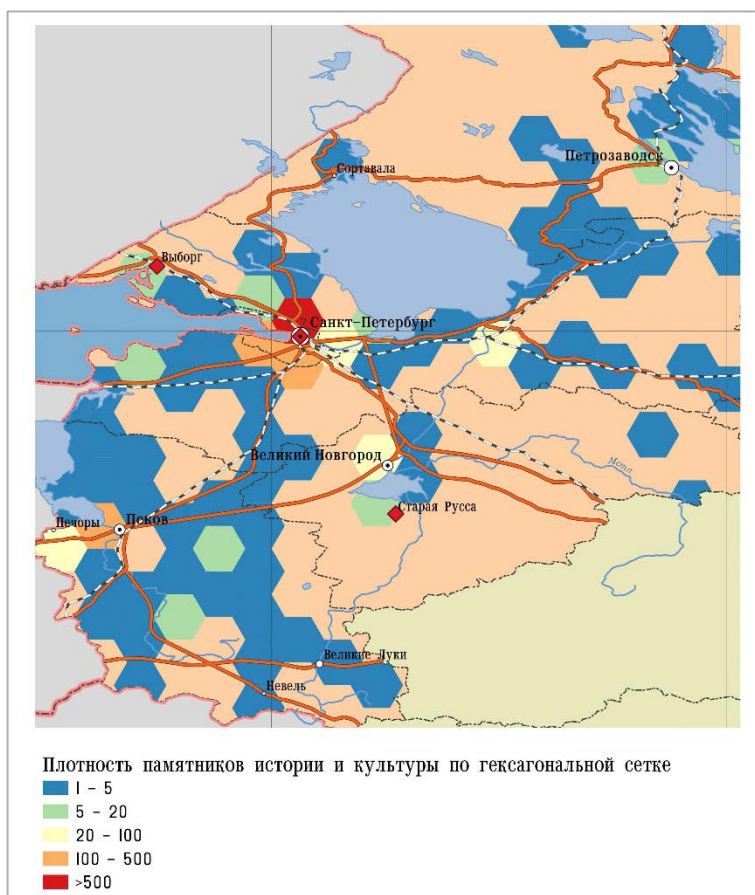 Петрозаводск
Сортавала
Выборг
Санкт-Петербург
Великий Новгород
Мста
Старая Русса
Печоры
Псков
Великие Луки
Невель
Плотность памятников истории и культуры по гексагональной сетке
1 - 5
5 - 20
20 - 100
100 - 500
>500